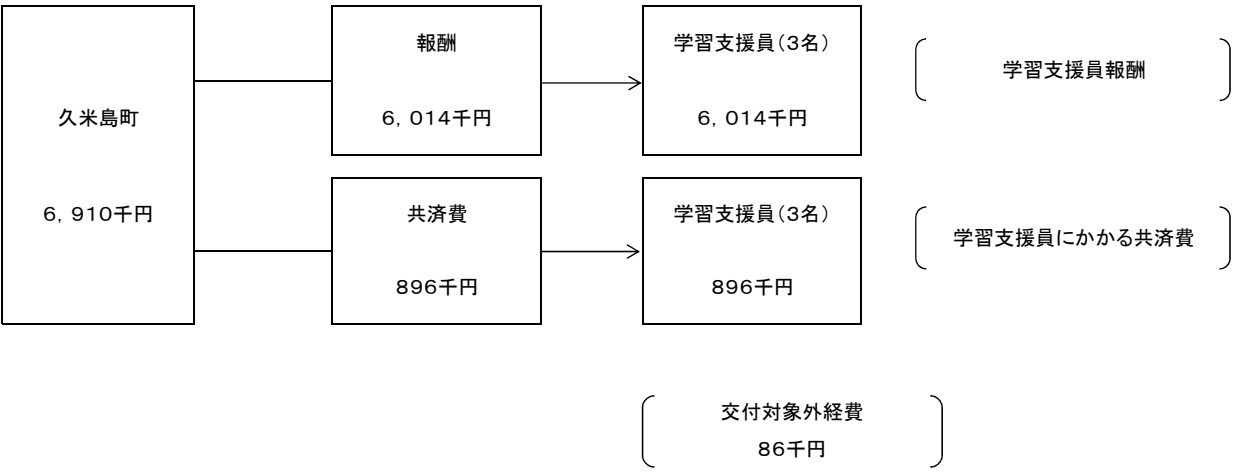 久米島町
6，910千円
報酬
6，014千円
学習支援員（3名）
6，014千円
学習支援員報酬
共済費
896千円
学習支援員（3名）
896千円
学習支援員にかかる共済費
交付対象外経費
86千円